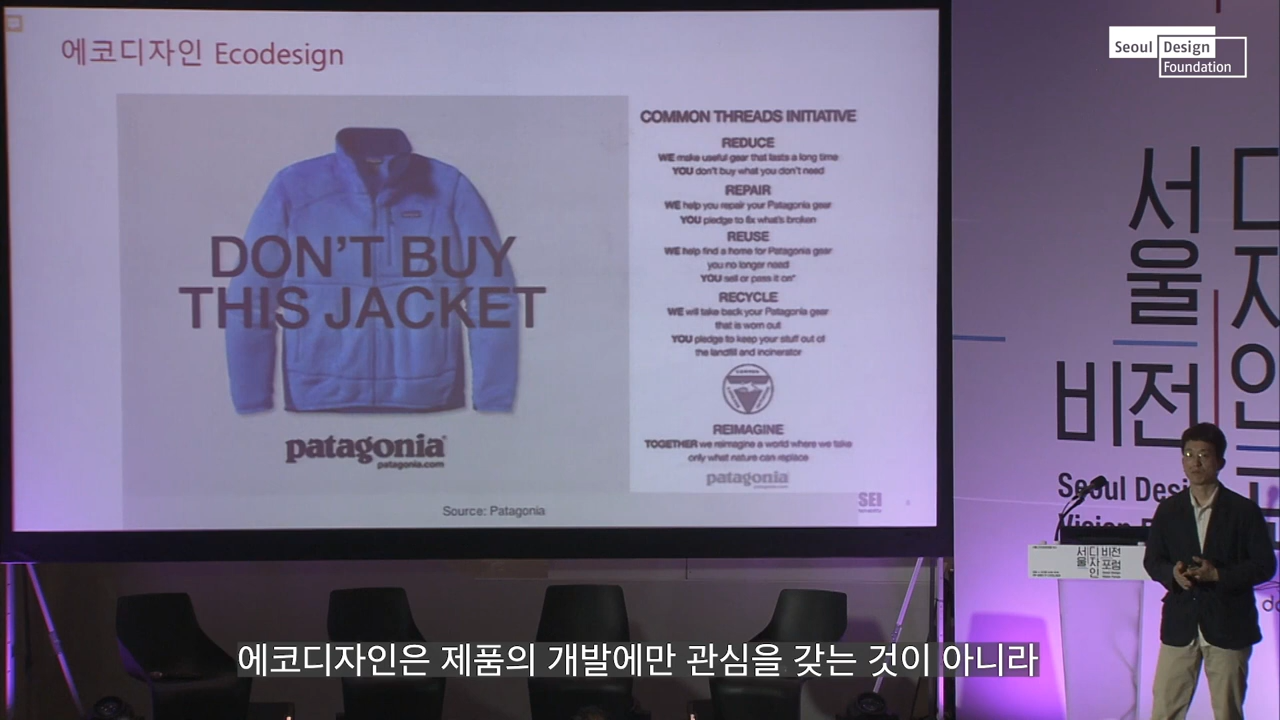 에코디자인 Ecodesign
DON'T BUY
THIS JACKET
patagonia
patagonia.com
COMMON THREADS INITIATIVE
REDUCE
WE make useful gear that lasts a long time
YOU don't buy what you don't need
REPAIR
WE help you repair your Patagonia gear
YOU pledge to fix what's broken
REUSE
WE help find a home for Patagonia gear
you no longer need
YOU sell or pass it on*
RECYCLE
WE will take back your Patagonia gear
that is worn out
YOU pledge to keep your stuff out of
the landfill and incinerator
REIMAGINE
TOGETHER we reimagine a world where we take
only what nature can replace
patagonia
Source: Patagonia
SEI
Seoul Design
Foundation
서울
비전
디자인
Seoul Desi
Vision
서울
디자인
비전
포럼
에코디자인은 제품의 개발에만 관심을 갖는 것이 아니라